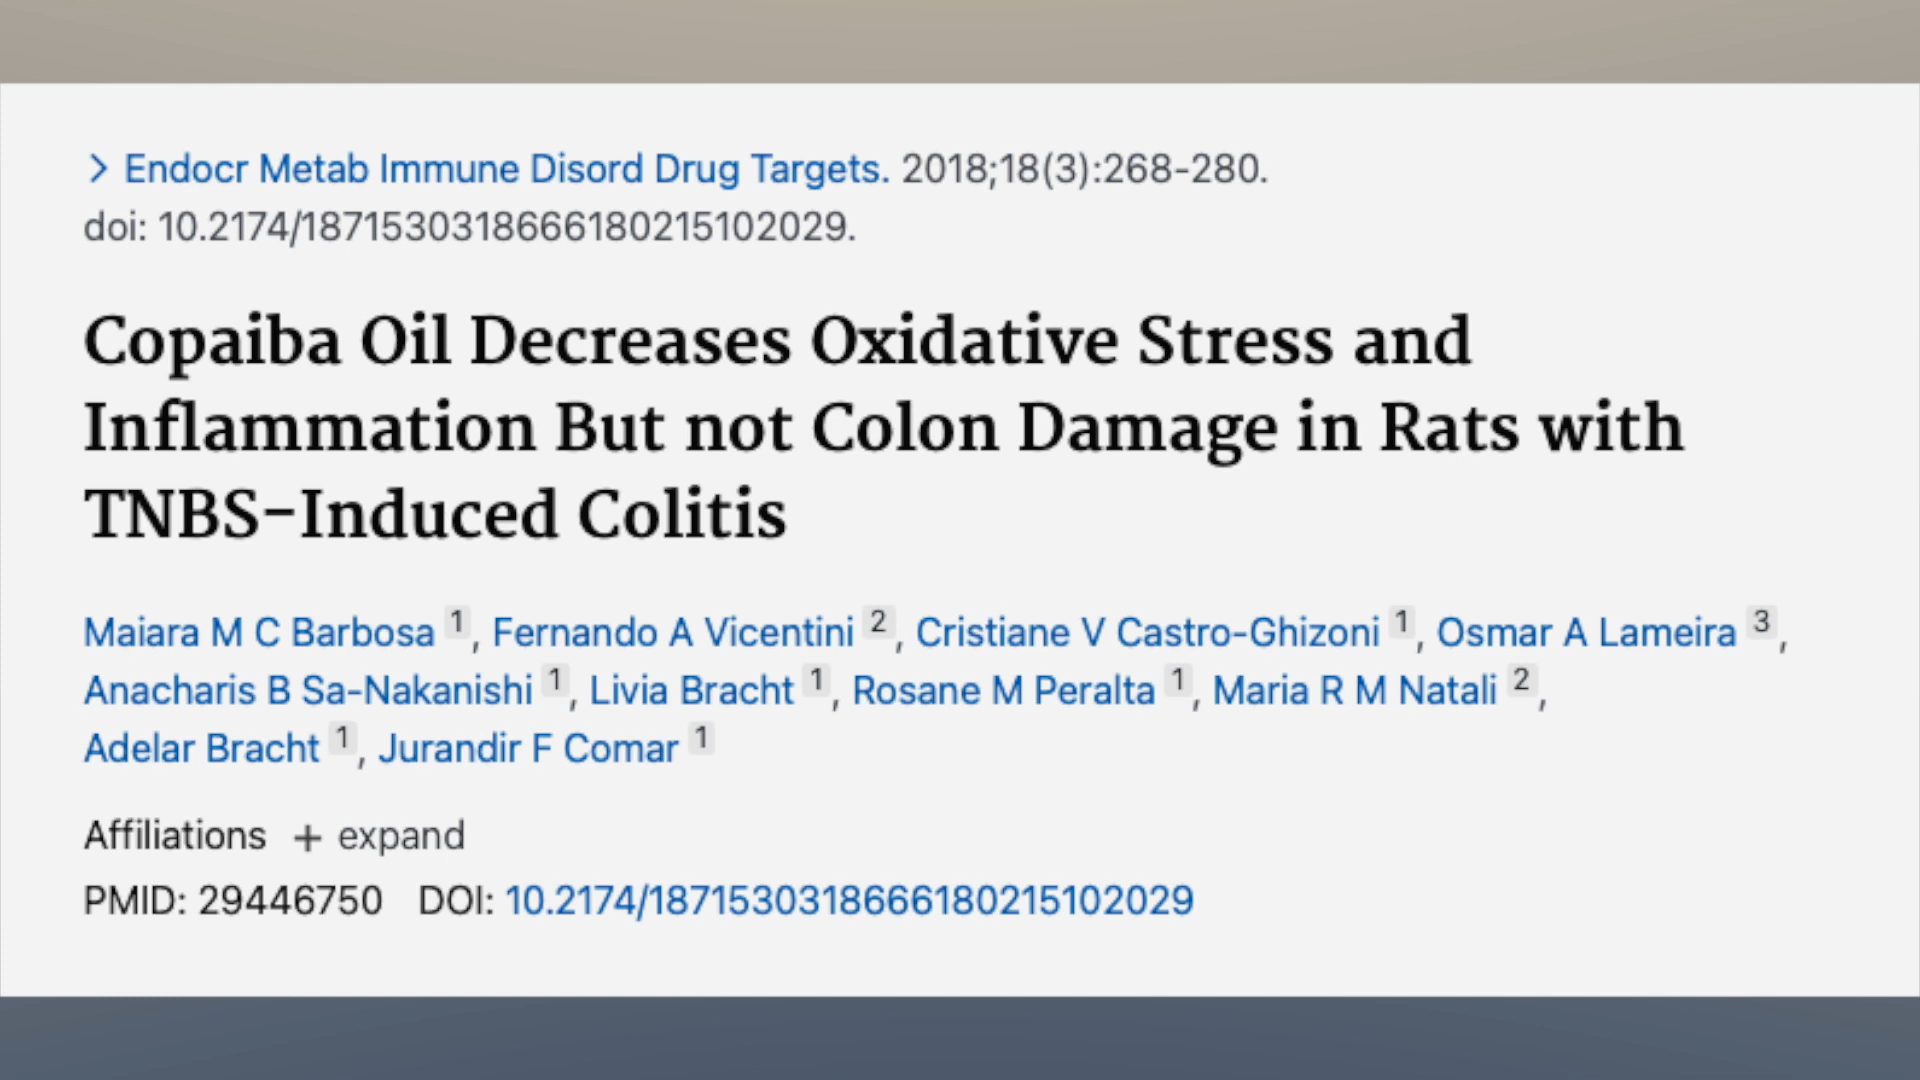 > Endocr Metab Immune Disord Drug Targets. 2018;18(3):268-280.
doi: 10.2174/1871530318666180215102029.
Copaiba Oil Decreases Oxidative Stress and
Inflammation But not Colon Damage in Rats with
TNBS-Induced Colitis
Maiara M C Barbosa 1, Fernando A Vicentini 2, Cristiane V Castro-Ghizoni 1, Osmar A Lameira 3,
Anacharis B Sa-Nakanishi 1, Livia Bracht 1, Rosane M Peralta 1, Maria R M Natali 2,
Adelar Bracht 1, Jurandir F Comar 1
Affiliations + expand
PMID: 29446750 DOI: 10.2174/1871530318666180215102029